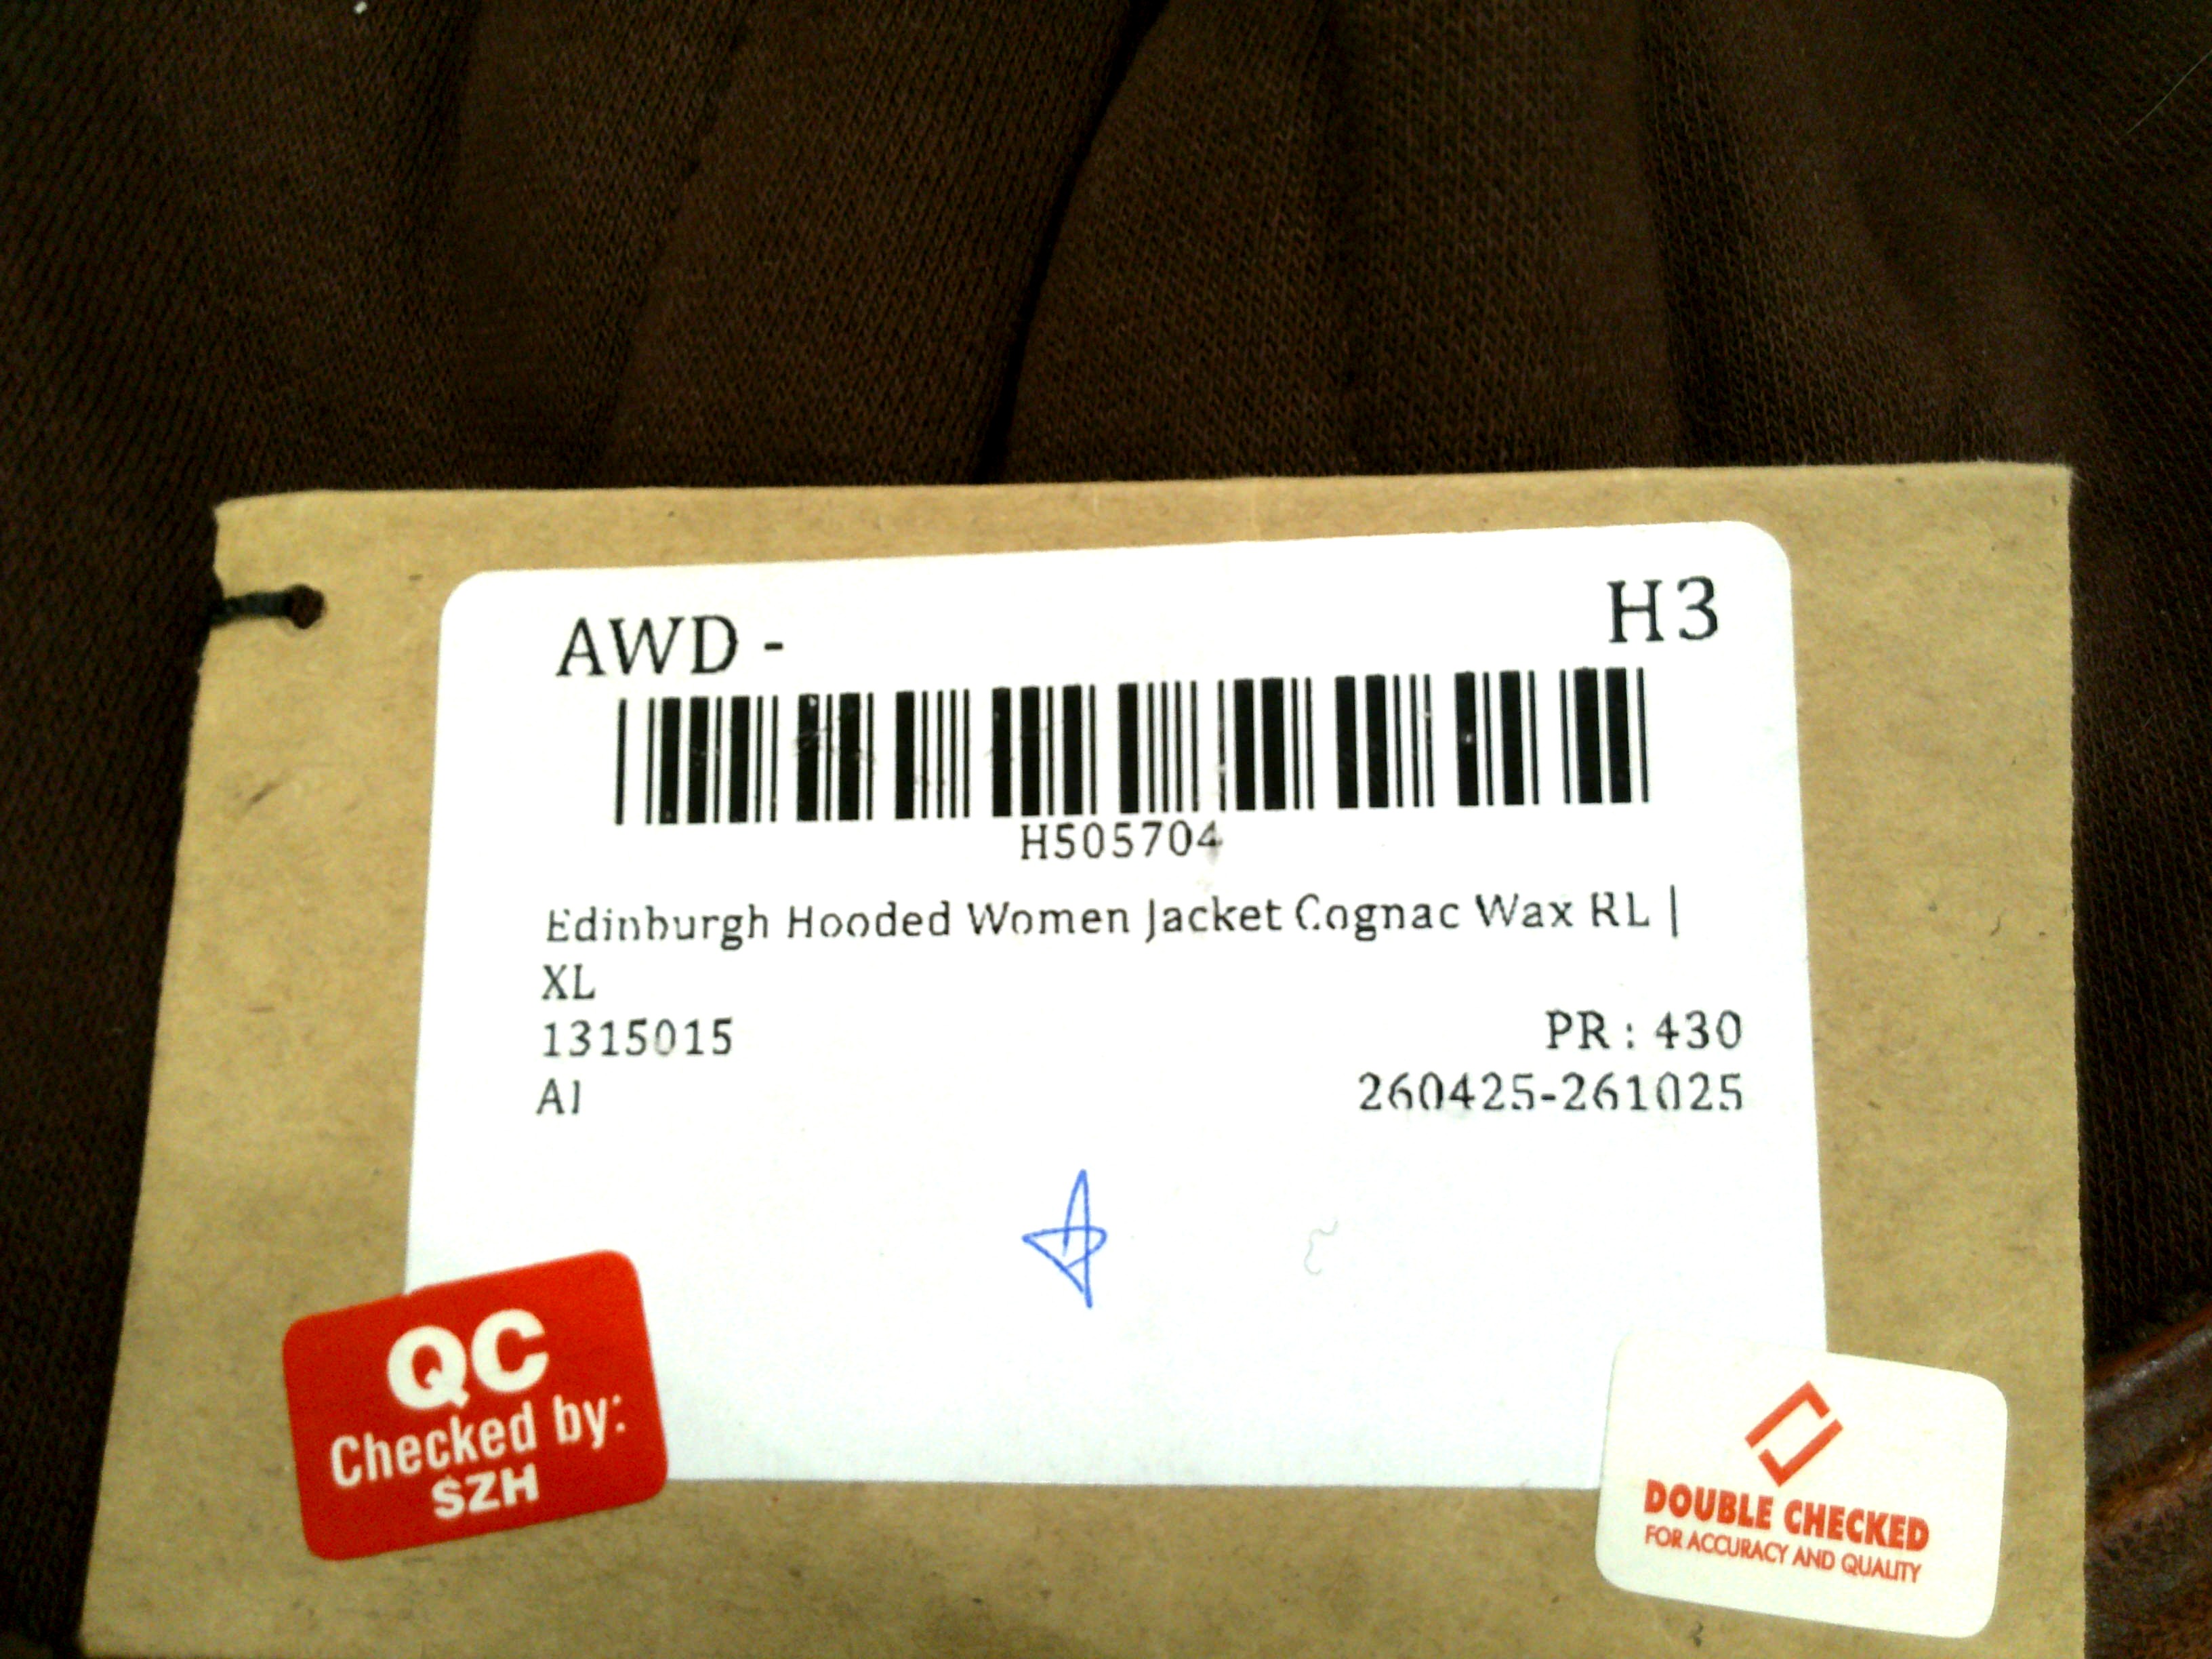 AWD - H3
H505704
Edinburgh Hooded Women Jacket Cognac Wax RL |
XL
1315015 PR : 430
AI 260425-261025
QC
Checked by:
SZH
DOUBLE CHECKED
FOR ACCURACY AND QUALITY